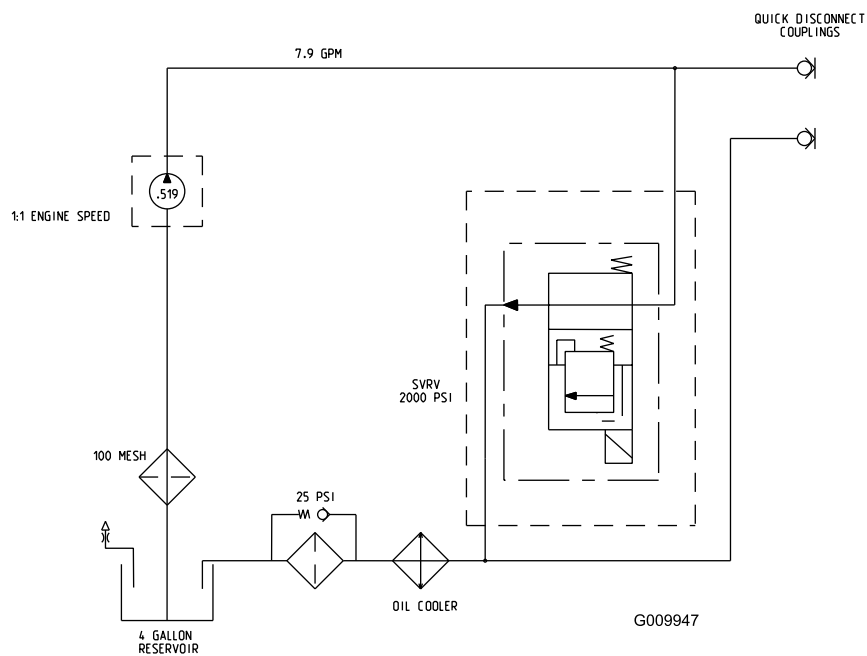 QUICK DISCONNECT
COUPLINGS
7.9 GPM
.519
1:1 ENGINE SPEED
SVRV
2000 PSI
100 MESH
25 PSI
OIL COOLER
G009947
4 GALLON
RESERVOIR